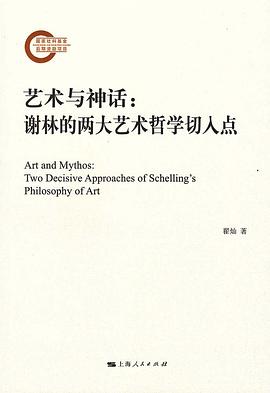 国家社科基金
后期资助项目
艺术与神话：
谢林的两大艺术哲学切入点
Art and Mythos:
Two Decisive Approaches of Schelling's
Philosophy of Art
翟灿 著
上海人民出版社